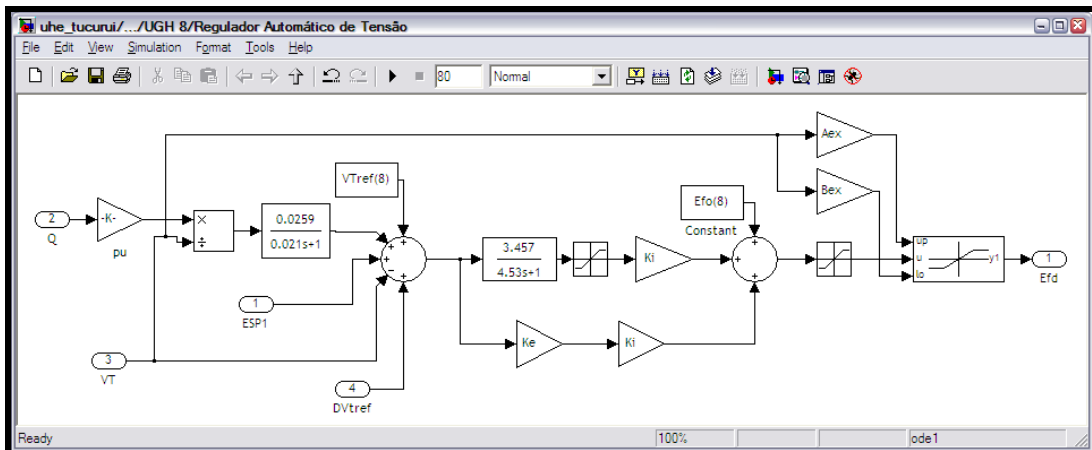 uhe_tucurui/.../UGH 8/Regulador Automático de Tensão
File Edit View Simulation Format Tools Help
80 Normal
Aex
VTref(8)
Bex
Efo(8)
2
Q
-K-
pu
×
÷
0.0259
0.021s+1
+
+
+
−
+
3.457
4.53s+1
Ki
Constant
+
+
+
up
u
lo
y1
1
Efd
1
ESP1
Ke
Ki
3
VT
4
DVtref
Ready 100% ode1